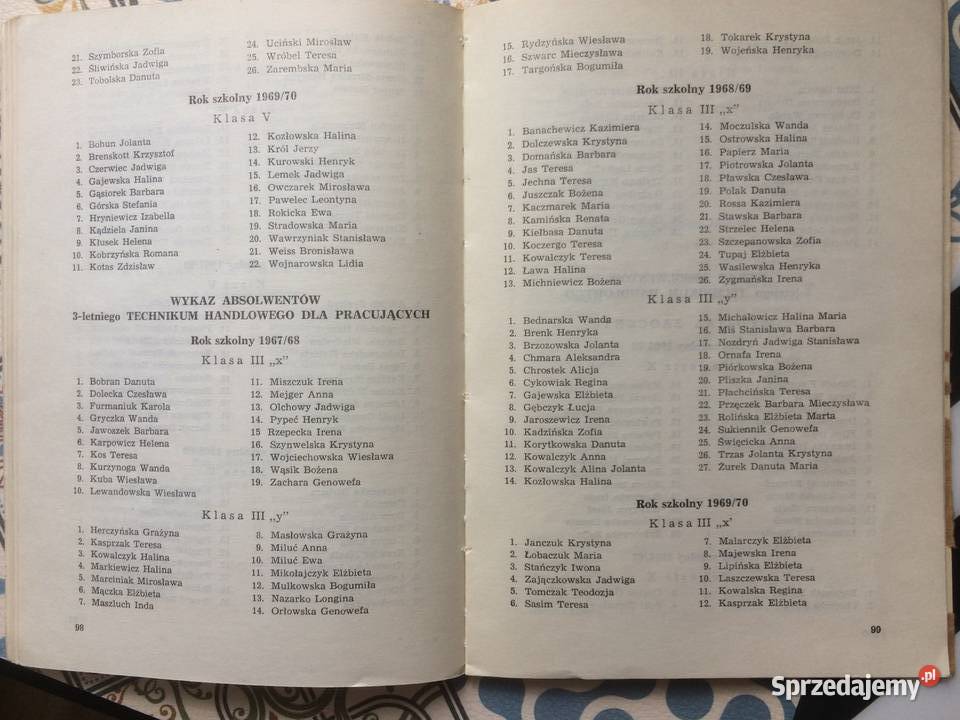 21. Szymborska Zofia
22. Śliwińska Jadwiga
23. Tobolska Danuta
24. Uciński Mirosław
25. Wróbel Teresa
26. Zarembska Maria
Rok szkolny 1969/70
Klasa V
1. Bohun Jolanta
2. Brenskott Krzysztof
3. Czerwiec Jadwiga
4. Gajewska Halina
5. Gąsiorek Barbara
6. Górska Stefania
7. Hryniewicz Izabella
8. Kądziela Janina
9. Kłusek Helena
10. Kobrzyńska Romana
11. Kotas Zdzisław
12. Kozłowska Halina
13. Król Jerzy
14. Kurowski Henryk
15. Lemek Jadwiga
16. Owczarek Mirosława
17. Pawelec Leontyna
18. Rokicka Ewa
19. Stradowska Maria
20. Wawrzyniak Stanisława
21. Weiss Bronisława
22. Wojnarowska Lidia
WYKAZ ABSOLWENTÓW
3-letniego TECHNIKUM HANDLOWEGO DLA PRACUJĄCYCH
Rok szkolny 1967/68
Klasa III „x”
1. Bobran Danuta
2. Dolecka Czesława
3. Furmaniuk Karola
4. Gryczka Wanda
5. Jawoszek Barbara
6. Karpowicz Helena
7. Kos Teresa
8. Kurzynoga Wanda
9. Kuba Wiesława
10. Lewandowska Wiesława
11. Miszczuk Irena
12. Mejger Anna
13. Olchowy Jadwiga
14. Pypeć Henryk
15 Rzepecka Irena
16. Szynwelska Krystyna
17. Wojciechowska Wiesława
18. Wąsik Bożena
19. Zachara Genowefa
Klasa III „y”
1. Herczyńska Grażyna
2. Kasprzak Teresa
3. Kowalczyk Halina
4. Markiewicz Halina
5. Marciniak Mirosława
6. Mączka Elżbieta
7. Maszluch Inda
8. Masłowska Grażyna
9. Miluć Anna
10. Miluć Ewa
11. Mikołajczyk Elżbieta
12. Mulkowska Bogumiła
13. Nazarko Longina
14. Orłowska Genowefa
98
15. Rydzyńska Wiesława
16. Szwarc Mieczysława
17. Targońska Bogumiła
18. Tokarek Krystyna
19. Wojeńska Henryka
Rok szkolny 1968/69
Klasa III „x”
1. Banachewicz Kazimiera
2. Dolczewska Krystyna
3. Domańska Barbara
4. Jas Teresa
5. Jechna Teresa
6. Juszczak Bożena
7. Kaczmarek Maria
8. Kamińska Renata
9. Kiełbasa Danuta
10. Koczergo Teresa
11. Kowalczyk Teresa
12. Ława Halina
13. Michniewicz Bożena
14. Moczulska Wanda
15. Ostrowska Halina
16. Papierz Maria
17. Piotrowska Jolanta
18. Pławska Czesława
19. Polak Danuta
20. Rossa Kazimiera
21. Stawska Barbara
22. Strzelec Helena
23. Szczepanowska Zofia
24. Tupaj Elżbieta
25. Wasilewska Henryka
26. Zygmańska Irena
Klasa III „y”
1. Bednarska Wanda
2. Brenk Henryka
3. Brzozowska Jolanta
4. Chmara Aleksandra
5. Chrostek Alicja
6. Cykowiak Regina
7. Gajewska Elżbieta
8. Gębczyk Łucja
9. Jaroszewicz Irena
10. Kadzińska Zofia
11. Korytkowska Danuta
12. Kowalczyk Anna
13. Kowalczyk Alina Jolanta
14. Kozłowska Halina
15. Michałowicz Halina Maria
16. Miś Stanisława Barbara
17. Nozdryń Jadwiga Stanisława
18. Ornafa Irena
19. Piórkowska Bożena
20. Pliszka Janina
21. Płachcińska Teresa
22. Przęczek Barbara Mieczysława
23. Rolińska Elżbieta Marta
24. Sukiennik Genowefa
25. Święcicka Anna
26. Trzas Jolanta Krystyna
27. Żurek Danuta Maria
Rok szkolny 1969/70
Klasa III „x'
1. Janczuk Krystyna
2. Łobaczuk Maria
3. Stańczyk Iwona
4. Zajączkowska Jadwiga
5. Tomczak Teodozja
6. Sasim Teresa
7. Malarczyk Elżbieta
8. Majewska Irena
9. Lipińska Elżbieta
10. Laszczewska Teresa
11. Kowalska Regina
12. Kasprzak Elżbieta
99
Sprzedajemy.pl